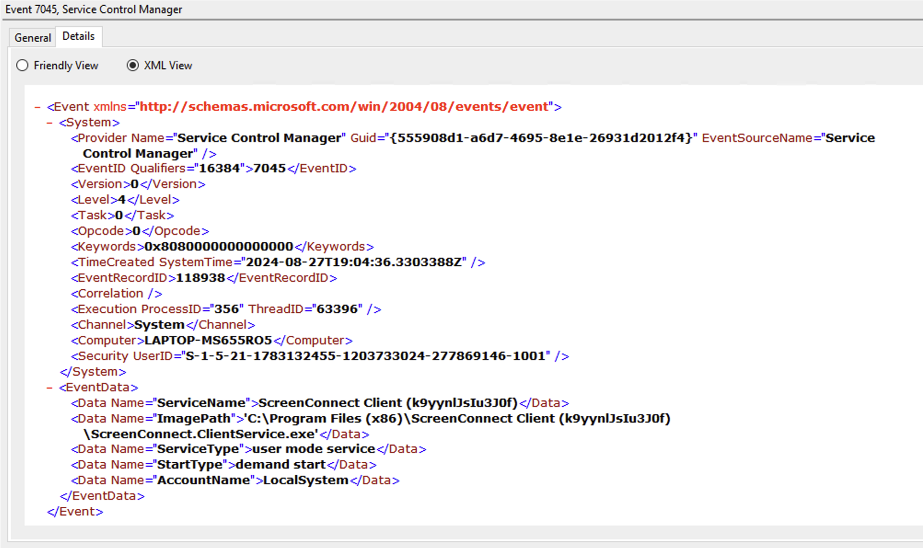 Event 7045, Service Control Manager
General Details
Friendly View XML View
- <Event xmlns="http://schemas.microsoft.com/win/2004/08/events/event">
- <System>
<Provider Name="Service Control Manager" Guid="{555908d1-a6d7-4695-8e1e-26931d2012f4}" EventSourceName="Service
Control Manager" />
<EventID Qualifiers="16384">7045</EventID>
<Version>0</Version>
<Level>4</Level>
<Task>0</Task>
<Opcode>0</Opcode>
<Keywords>0x8080000000000000</Keywords>
<TimeCreated SystemTime="2024-08-27T19:04:36.3303388Z" />
<EventRecordID>118938</EventRecordID>
<Correlation />
<Execution ProcessID="356" ThreadID="63396" />
<Channel>System</Channel>
<Computer>LAPTOP-MS655RO5</Computer>
<Security UserID="S-1-5-21-1783132455-1203733024-277869146-1001" />
</System>
- <EventData>
<Data Name="ServiceName">ScreenConnect Client (k9yynlJsIu3J0f)</Data>
<Data Name="ImagePath">'C:\Program Files (x86)\ScreenConnect Client (k9yynlJsIu3J0f)
\ScreenConnect.ClientService.exe'</Data>
<Data Name="ServiceType">user mode service</Data>
<Data Name="StartType">demand start</Data>
<Data Name="AccountName">LocalSystem</Data>
</EventData>
</Event>